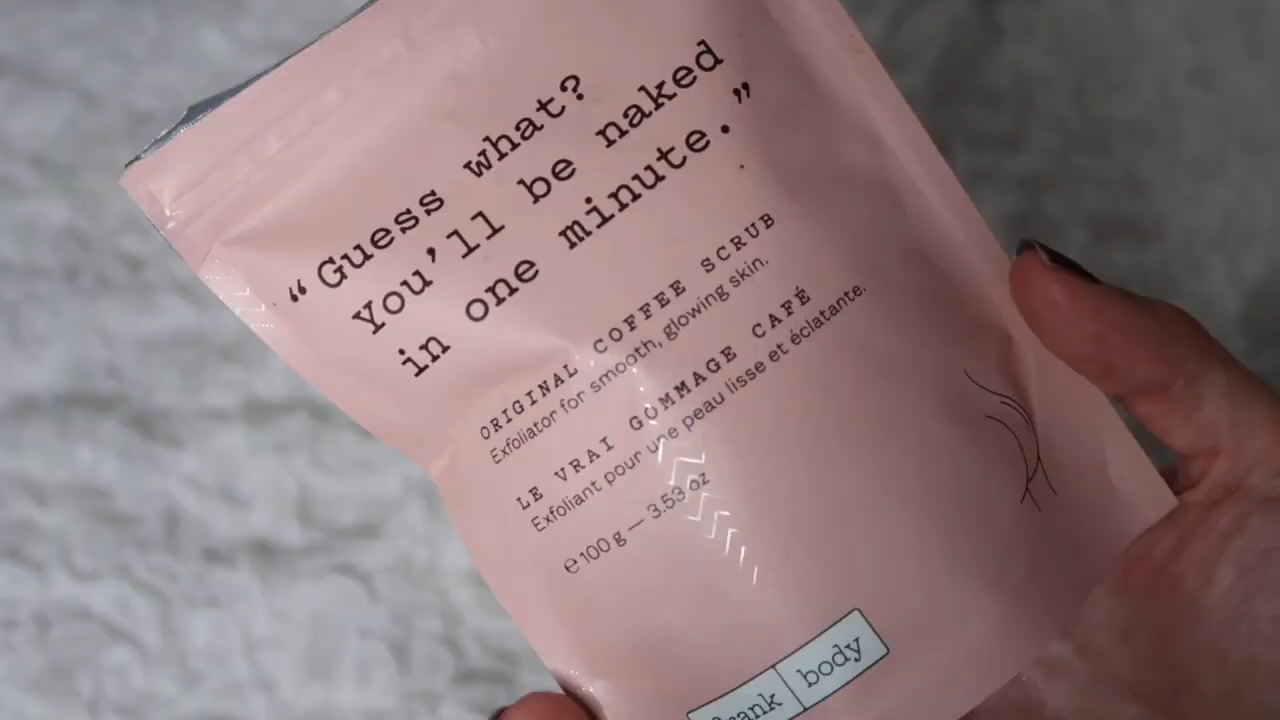 “Guess what?
You’ll be naked
in one minute.”
ORIGINAL COFFEE SCRUB
Exfoliator for smooth, glowing skin.
LE VRAI GOMMAGE CAFÉ
Exfoliant pour une peau lisse et éclatante.
℮ 100 g — 3.53 oz
frank body